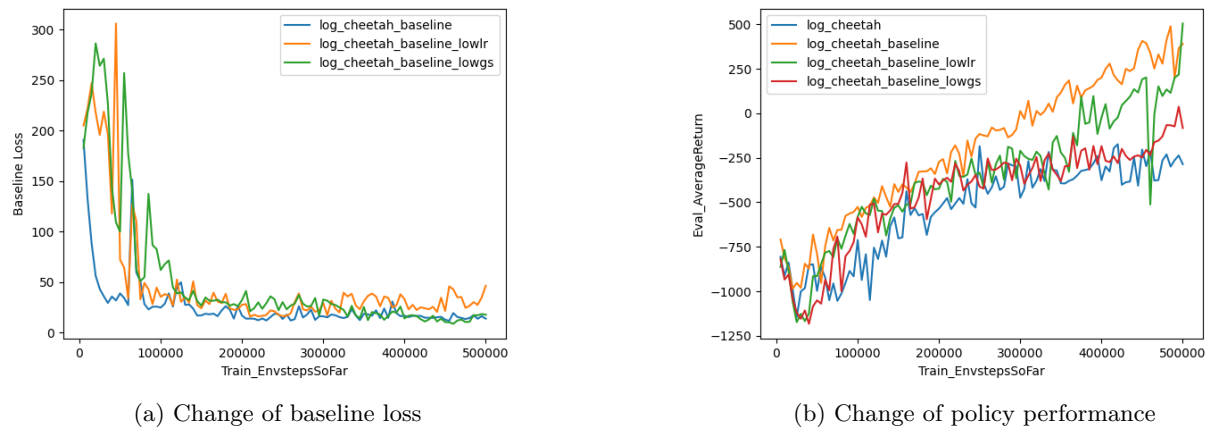 log_cheetah_baseline
log_cheetah_baseline_lowlr
log_cheetah_baseline_lowgs
300
250
200
150
100
50
0
Baseline Loss
0 100000 200000 300000 400000 500000
Train_EnvstepsSoFar
(a) Change of baseline loss
log_cheetah
log_cheetah_baseline
log_cheetah_baseline_lowlr
log_cheetah_baseline_lowgs
500
250
0
−250
−500
−750
−1000
−1250
Eval_AverageReturn
0 100000 200000 300000 400000 500000
Train_EnvstepsSoFar
(b) Change of policy performance